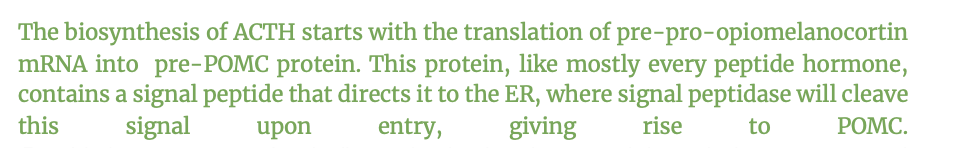 The biosynthesis of ACTH starts with the translation of pre-pro-opiomelanocortin
mRNA into  pre-POMC protein. This protein, like mostly every peptide hormone,
contains a signal peptide that directs it to the ER, where signal peptidase will cleave
this signal upon entry, giving rise to POMC.